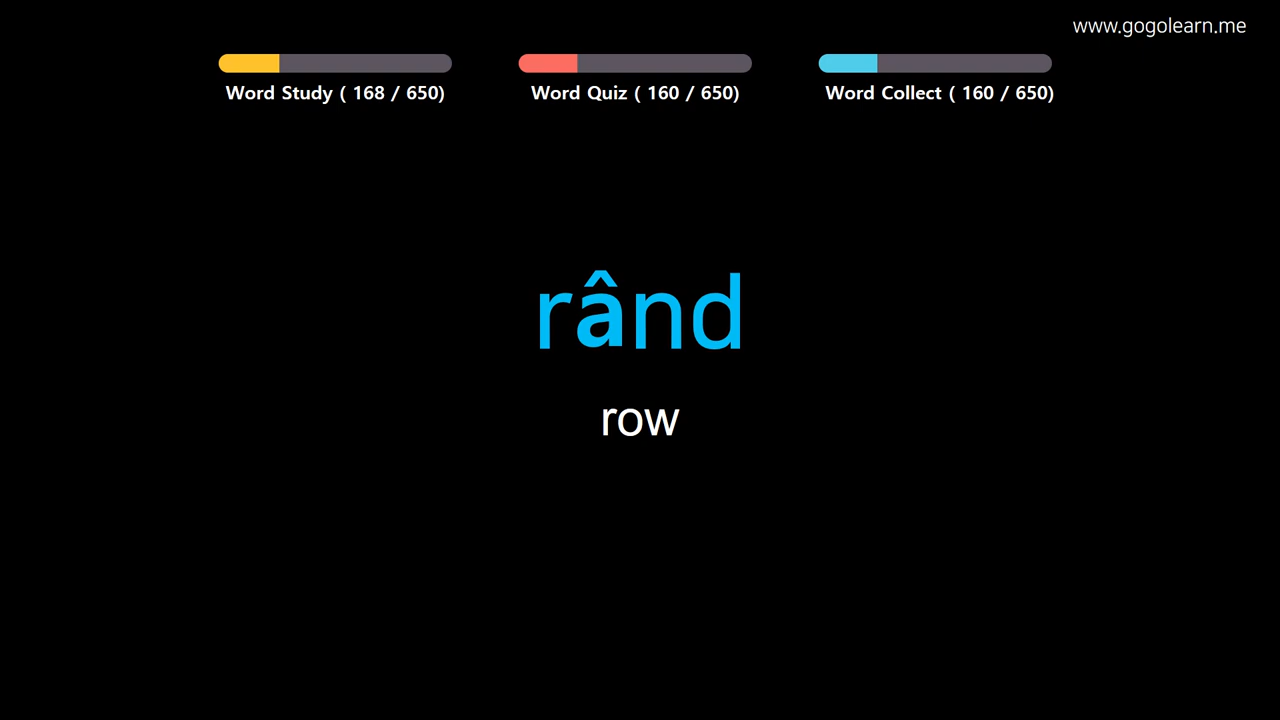 www.gogolearn.me
Word Study ( 168 / 650)
Word Quiz ( 160 / 650)
Word Collect ( 160 / 650)
rând
row